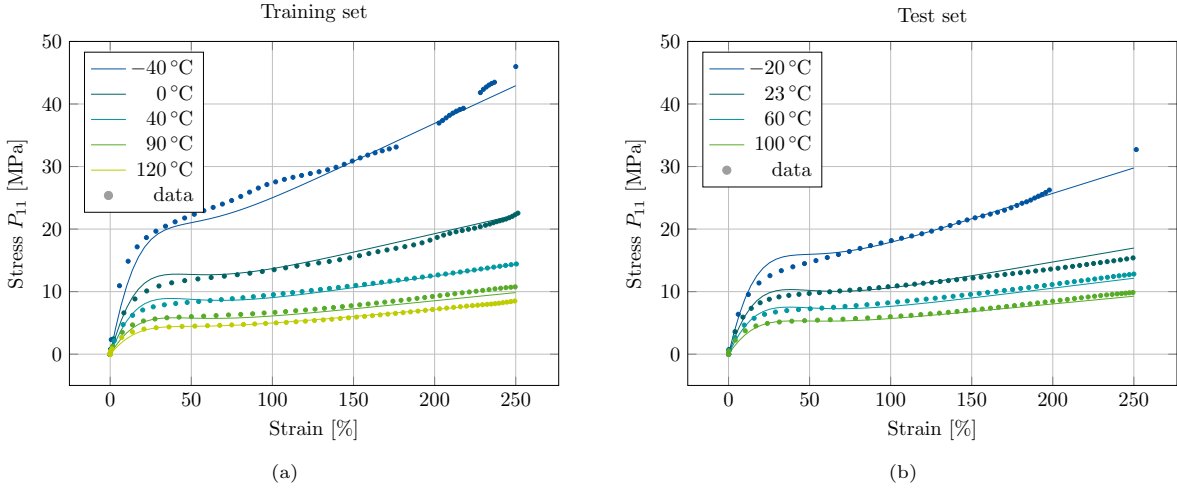 Training set
50
40
30
20
10
0
Stress P₁₁ [MPa]
−40 °C
0 °C
40 °C
90 °C
120 °C
data
0 50 100 150 200 250
Strain [%]
(a)
Test set
50
40
30
20
10
0
Stress P₁₁ [MPa]
−20 °C
23 °C
60 °C
100 °C
data
0 50 100 150 200 250
Strain [%]
(b)